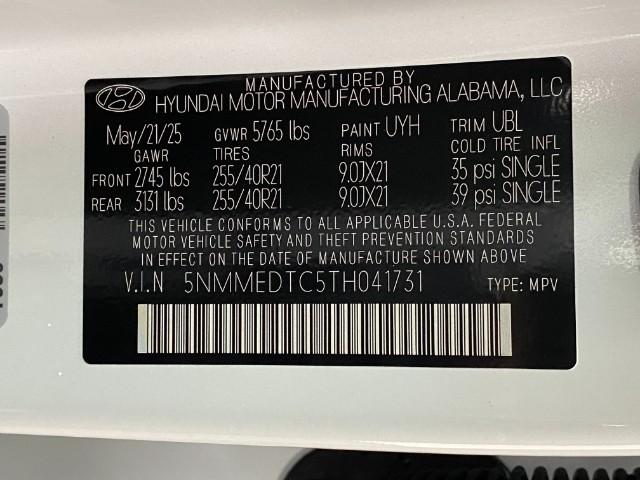 MANUFACTURED BY
HYUNDAI MOTOR MANUFACTURING ALABAMA, LLC
May/21/25 GVWR 5765 lbs PAINT UYH TRIM UBL
GAWR TIRES RIMS COLD TIRE INFL
FRONT 2745 lbs 255/40R21 9.0JX21 35 psi SINGLE
REAR 3131 lbs 255/40R21 9.0JX21 39 psi SINGLE
THIS VEHICLE CONFORMS TO ALL APPLICABLE U.S.A. FEDERAL
MOTOR VEHICLE SAFETY AND THEFT PREVENTION STANDARDS
IN EFFECT ON THE DATE OF MANUFACTURE SHOWN ABOVE
V.I.N 5NMMEDTC5TH041731 TYPE: MPV